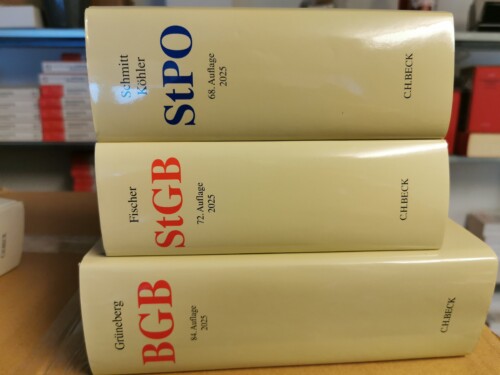 Schmitt
Köhler
StPO
68. Auflage
2025
C.H.BECK
Fischer
StGB
72. Auflage
2025
C.H.BECK
Grüneberg
BGB
84. Auflage
2025
C.H.BECK